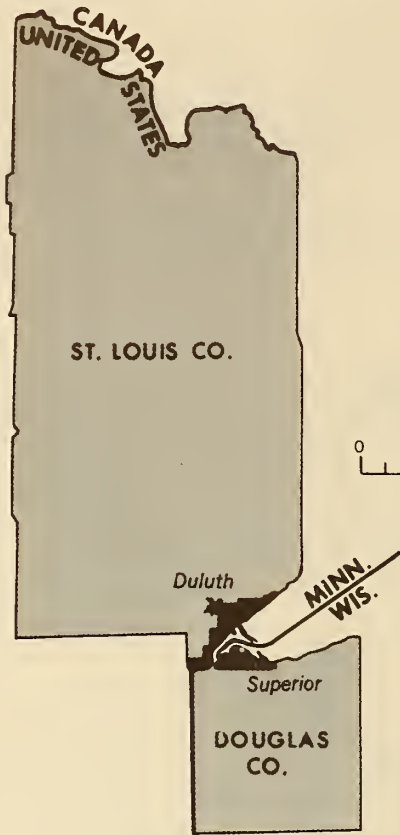 CANADA
UNITED
STATES
ST. LOUIS CO.
0
Duluth
MINN.
WIS.
Superior
DOUGLAS
CO.